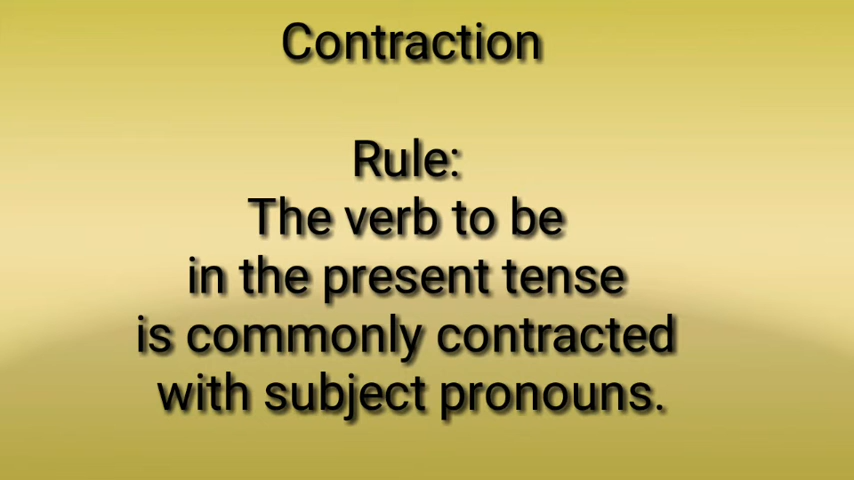 Contraction
Rule:
The verb to be
in the present tense
is commonly contracted
with subject pronouns.